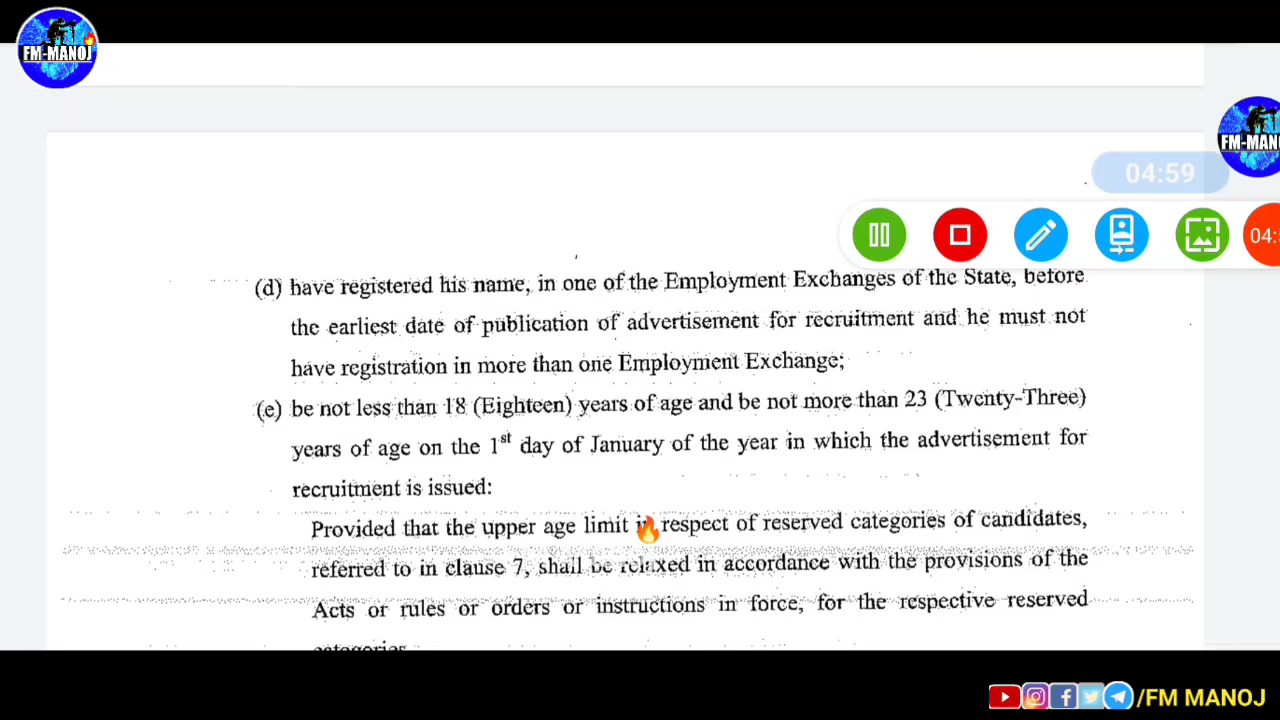 FM-MANOJ
FM-MAN
04:59
04:5
(d) have registered his name, in one of the Employment Exchanges of the State, before
the earliest date of publication of advertisement for recruitment and he must not
have registration in more than one Employment Exchange;
(e) be not less than 18 (Eighteen) years of age and be not more than 23 (Twenty-Three)
years of age on the 1st day of January of the year in which the advertisement for
recruitment is issued:
Provided that the upper age limit respect of reserved categories of candidates,
referred to in clause 7, shall be relaxed in accordance with the provisions of the
Acts or rules or orders or instructions in force, for the respective reserved
categories
/FM MANOJ